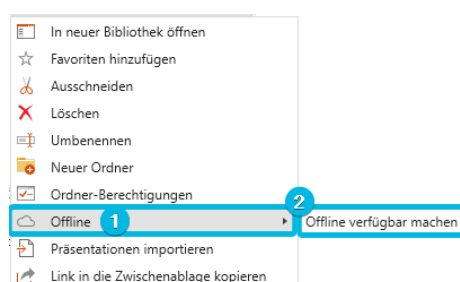 In neuer Bibliothek öffnen
Favoriten hinzufügen
Ausschneiden
Löschen
Umbenennen
Neuer Ordner
Ordner-Berechtigungen
2
Offline 1 Offline verfügbar machen
Präsentationen importieren
Link in die Zwischenablage kopieren